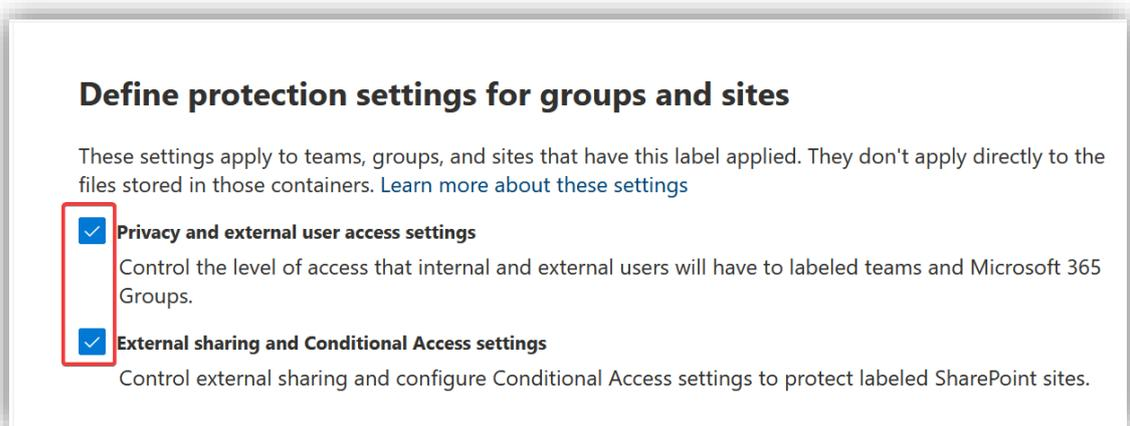 Define protection settings for groups and sites
These settings apply to teams, groups, and sites that have this label applied. They don't apply directly to the
files stored in those containers. Learn more about these settings
Privacy and external user access settings
Control the level of access that internal and external users will have to labeled teams and Microsoft 365
Groups.
External sharing and Conditional Access settings
Control external sharing and configure Conditional Access settings to protect labeled SharePoint sites.